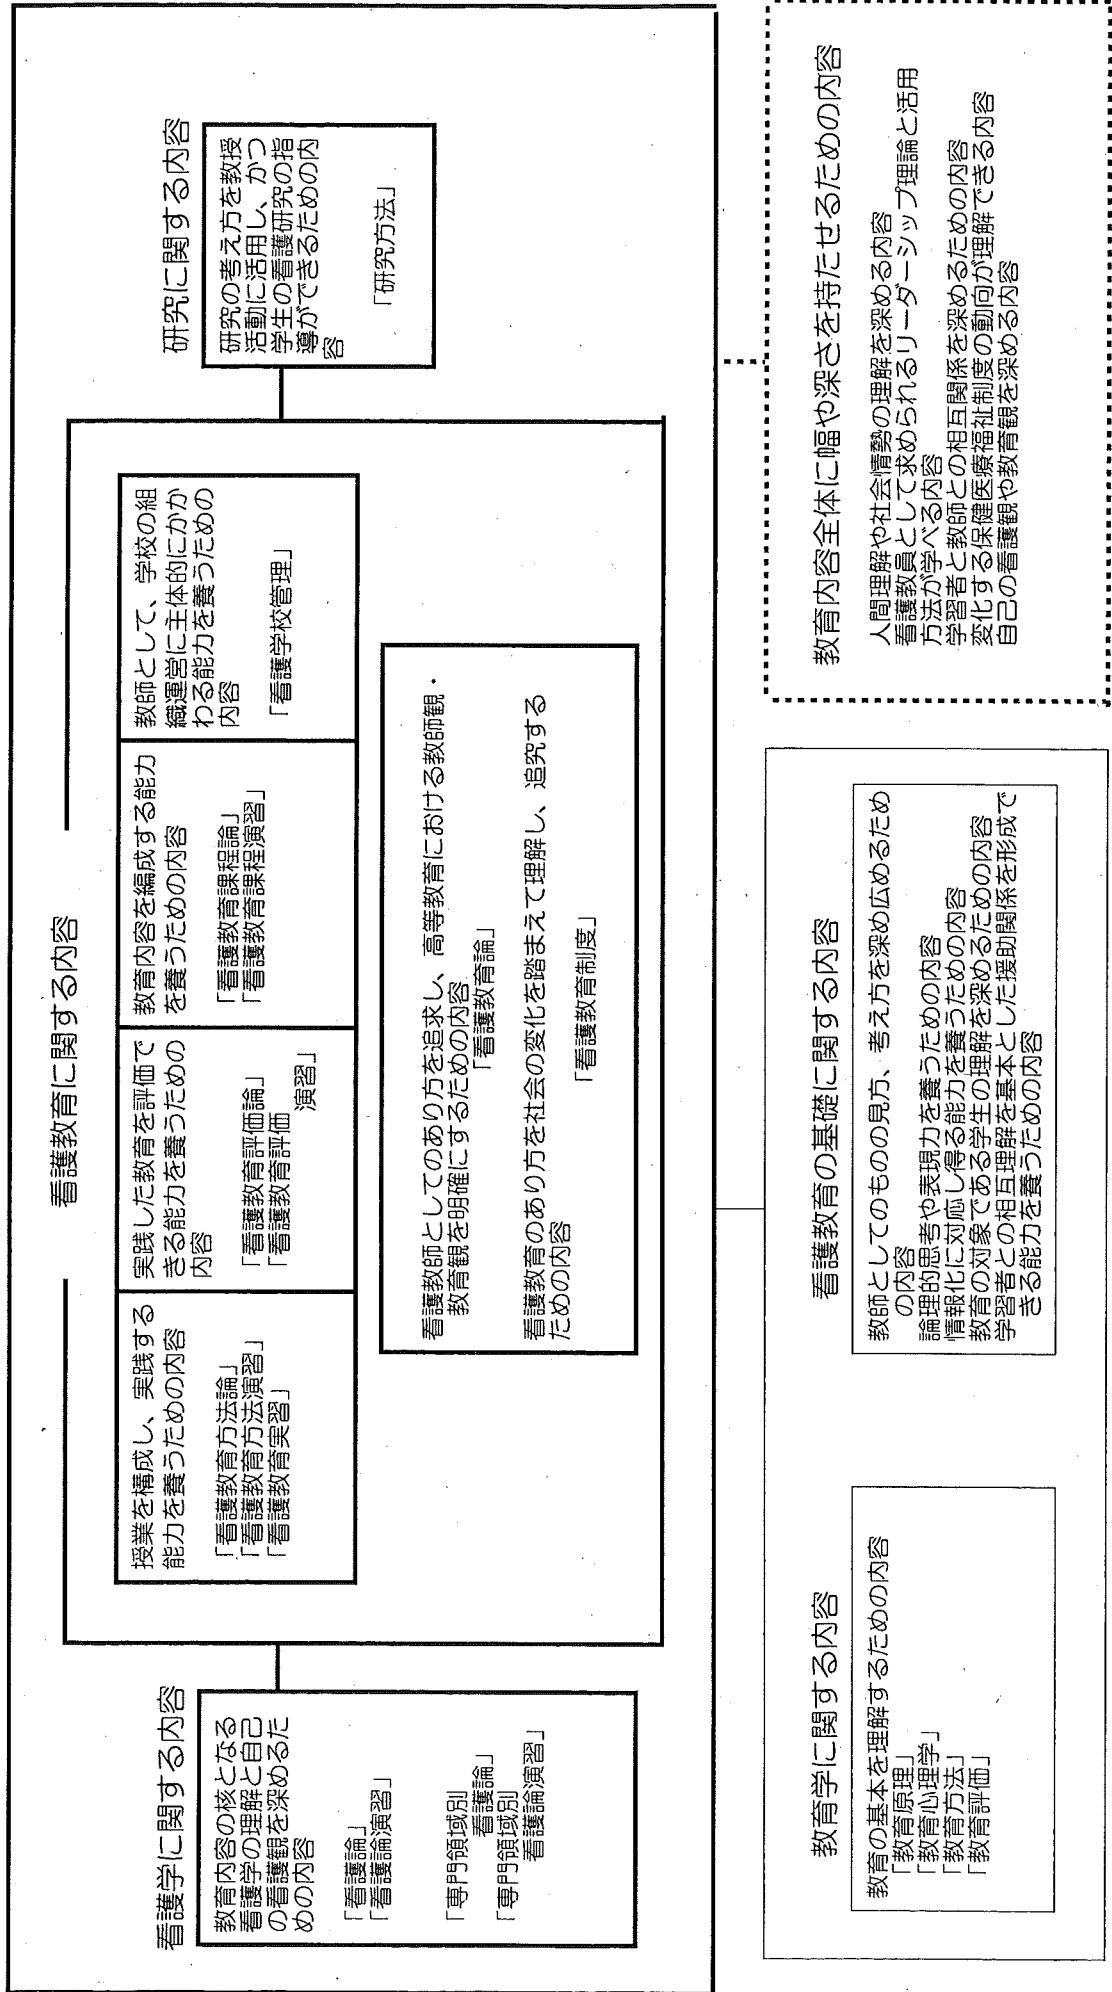 看護教育に関する内容
看護学に関する内容
教育内容の核となる
看護学の理解と自己
の看護観を深めるた
めの内容
「看護論」
「看護論演習」
「専門領域別
看護論」
「専門領域別
看護論演習」
授業を構成し、実践する
能力を養うための内容
「看護教育方法論」
「看護教育方法演習」
「看護教育実習」
実践した教育を評価で
きる能力を養うための
内容
「看護教育評価論」
「看護教育評価
演習」
教育内容を編成する能力
を養うための内容
「看護教育課程論」
「看護教育課程演習」
教師として、学校の組
織運営に主体的にかか
わる能力を養うための
内容
「看護学校管理」
看護教師としてのあり方を追求し、高等教育における教師観・
教育観を明確にするための内容
「看護教育論」
看護教育のあり方を社会の変化を踏まえて理解し、追究する
ための内容
「看護教育制度」
研究に関する内容
研究の考え方を教授
活動に活用し、かつ
学生の看護研究の指
導ができるための内
容
「研究方法」
教育学に関する内容
教育の基本を理解するための内容
「教育原理」
「教育心理学」
「教育方法」
「教育評価」
看護教育の基礎に関する内容
教師としてのものの見方、考え方を深め広めるため
の内容
論理的思考や表現力を養うための内容
情報化に対応し得る能力を養うための内容
教育の対象である学生の理解を深めるための内容
学習者との相互理解を基本とした援助関係を形成で
きる能力を養うための内容
教育内容全体に幅や深さを持たせるための内容
人間理解や社会情勢の理解を深める内容
看護教員として求められるリーダーシップ理論と活用
方法が学べる内容
学習者と教師との相互関係を深めるための内容
変化する保健医療福祉制度の動向が理解できる内容
自己の看護観や教育観を深める内容